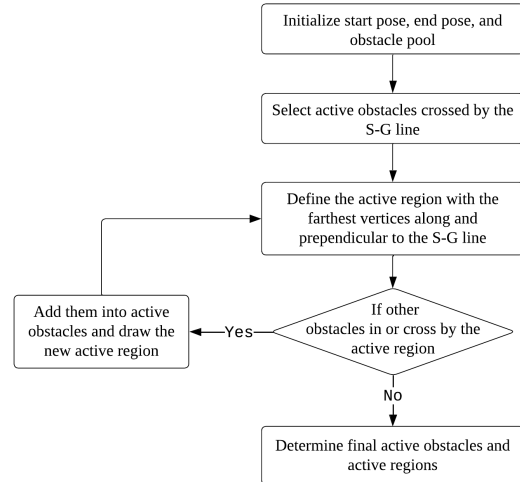 Initialize start pose, end pose, and
obstacle pool
Select active obstacles crossed by the
S-G line
Define the active region with the
farthest vertices along and
prependicular to the S-G line
If other
obstacles in or cross by the
active region
Yes
Add them into active
obstacles and draw the
new active region
No
Determine final active obstacles and
active regions